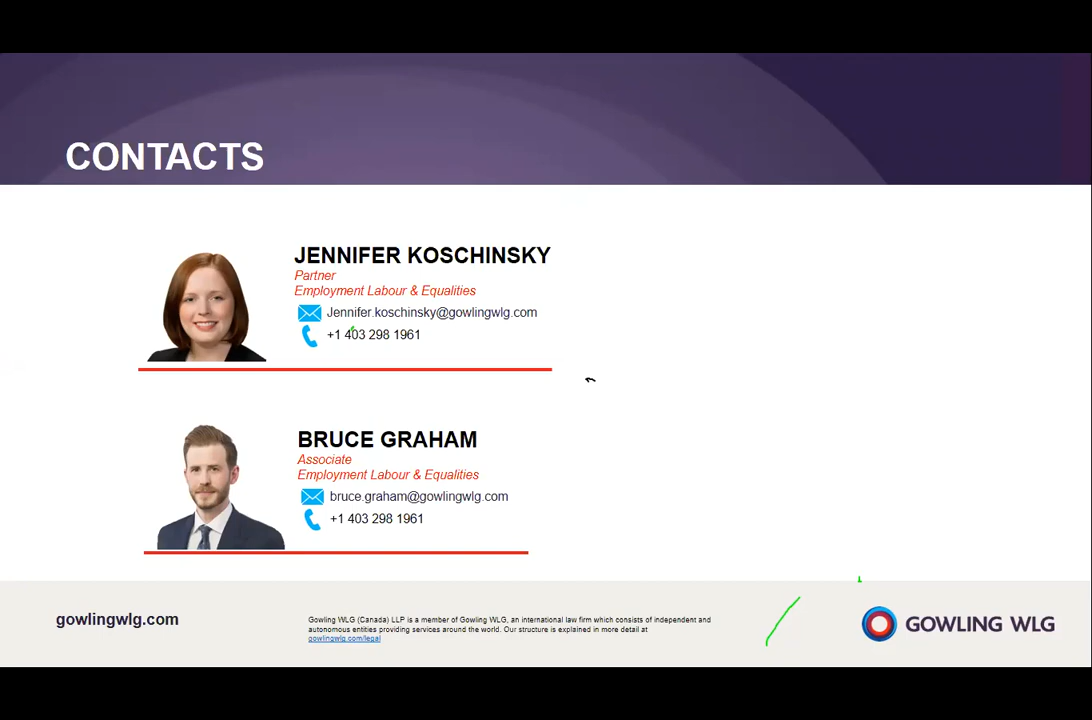 CONTACTS
JENNIFER KOSCHINSKY
Partner
Employment Labour & Equalities
Jennifer.koschinsky@gowlingwlg.com
+1 403 298 1961
BRUCE GRAHAM
Associate
Employment Labour & Equalities
bruce.graham@gowlingwlg.com
+1 403 298 1961
gowlingwlg.com
Gowling WLG (Canada) LLP is a member of Gowling WLG, an international law firm which consists of independent and
autonomous entities providing services around the world. Our structure is explained in more detail at
gowlingwlg.com/legal
GOWLING WLG